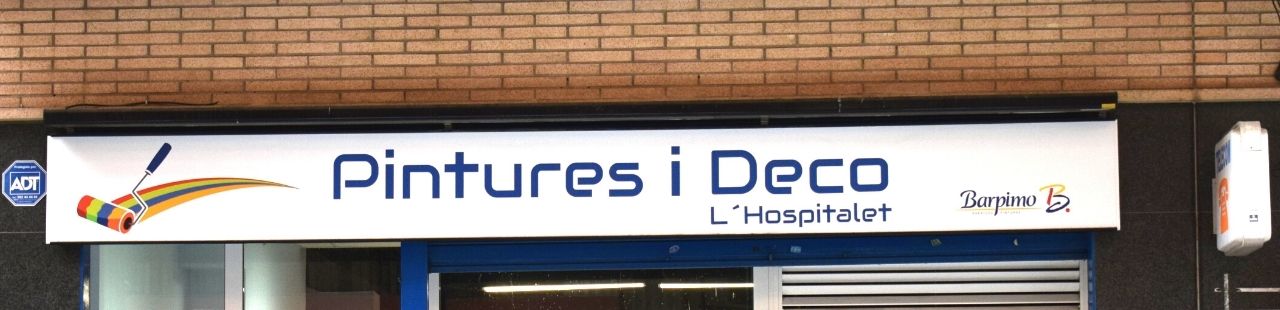 Pintures i Deco
L´Hospitalet
Barpimo B.
ADT